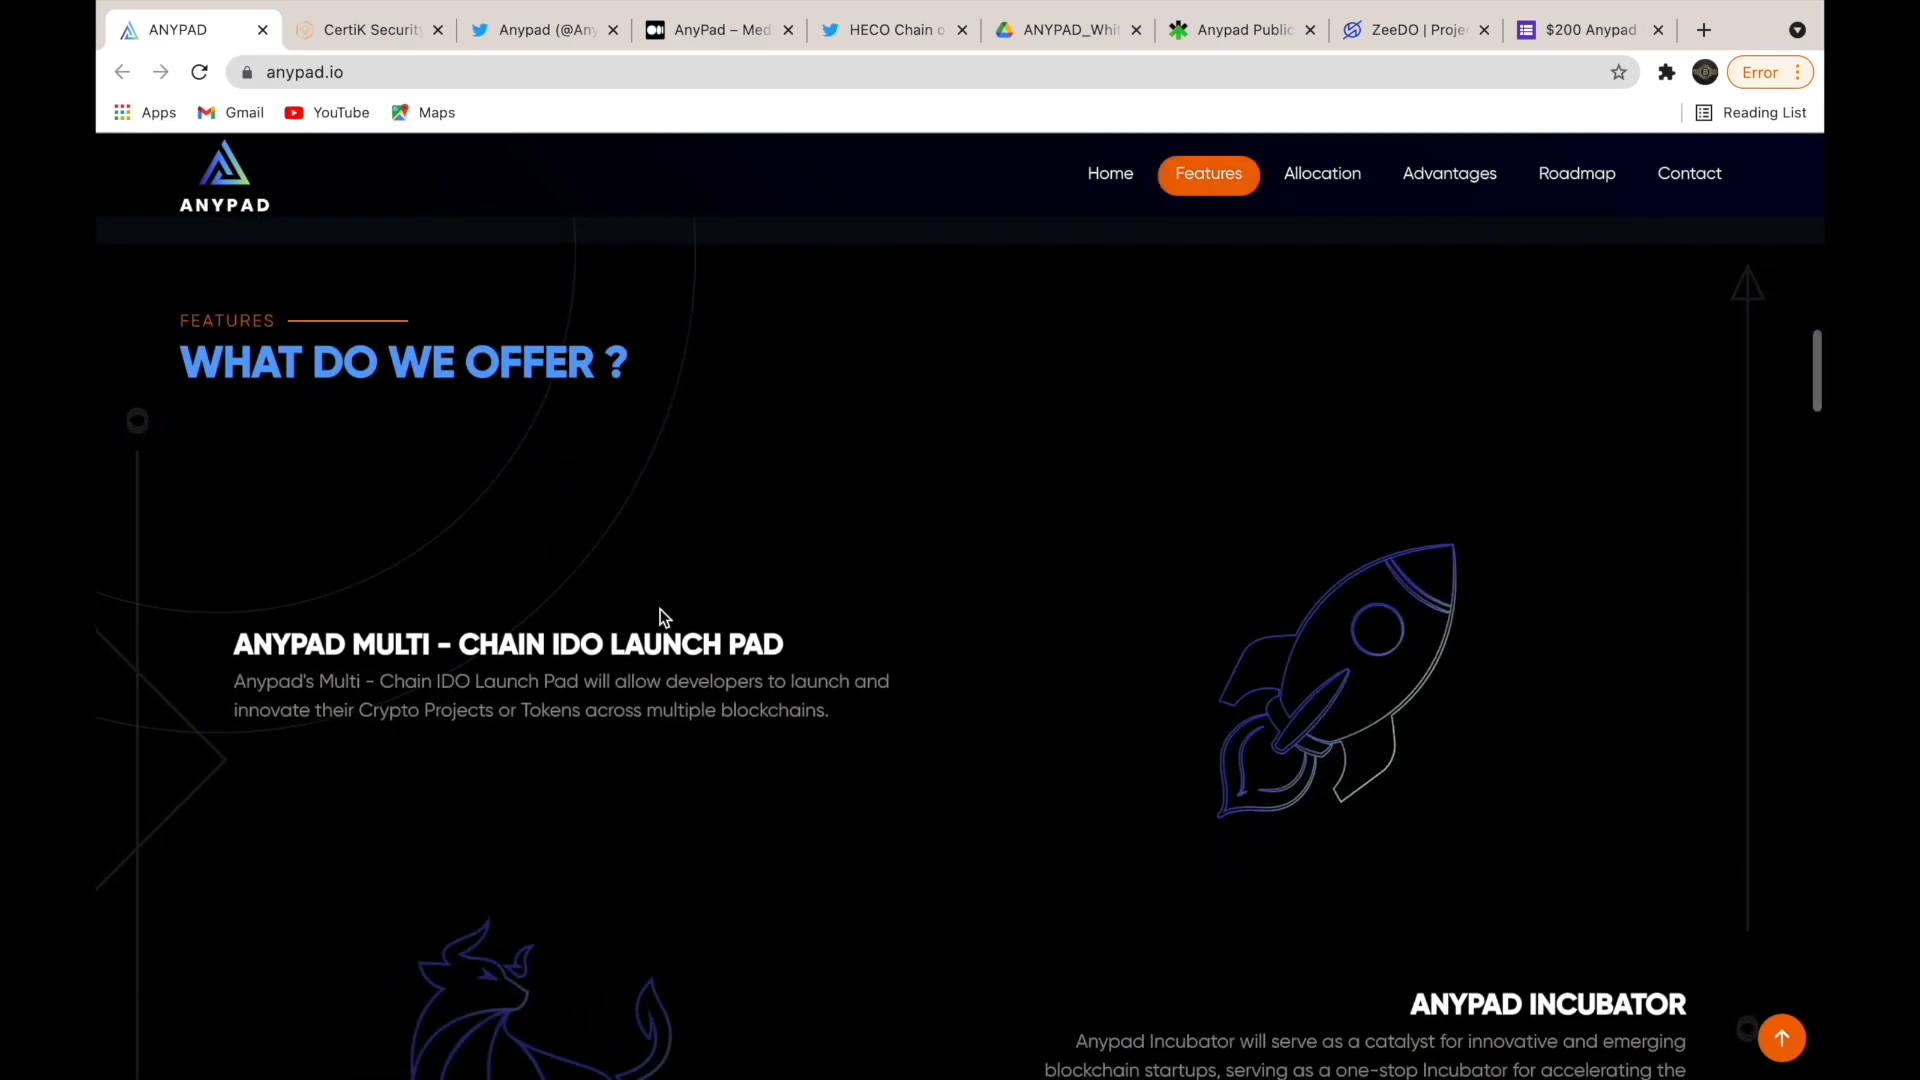 ANYPAD
CertiK Security
Anypad (@Any
AnyPad – Med
HECO Chain o
ANYPAD_Whit
Anypad Public
ZeeDO | Projec
$200 Anypad
anypad.io
Error
Apps
Gmail
YouTube
Maps
Reading List
ANYPAD
Home
Features
Allocation
Advantages
Roadmap
Contact
FEATURES
WHAT DO WE OFFER ?
ANYPAD MULTI - CHAIN IDO LAUNCH PAD
Anypad's Multi - Chain IDO Launch Pad will allow developers to launch and
innovate their Crypto Projects or Tokens across multiple blockchains.
ANYPAD INCUBATOR
Anypad Incubator will serve as a catalyst for innovative and emerging
blockchain startups, serving as a one-stop Incubator for accelerating the